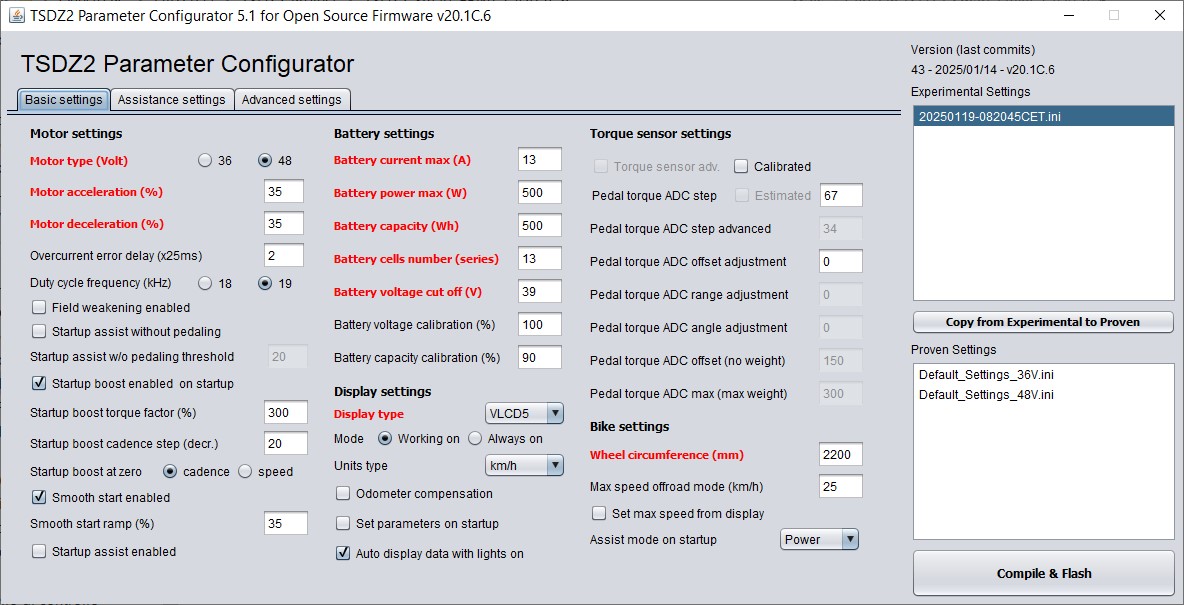 TSDZ2 Parameter Configurator 5.1 for Open Source Firmware v20.1C.6
TSDZ2 Parameter Configurator
Basic settings
Assistance settings
Advanced settings
Motor settings
Motor type (Volt) 36 48
Motor acceleration (%) 35
Motor deceleration (%) 35
Overcurrent error delay (x25ms) 2
Duty cycle frequency (kHz) 18 19
Field weakening enabled
Startup assist without pedaling
Startup assist w/o pedaling threshold 20
Startup boost enabled on startup
Startup boost torque factor (%) 300
Startup boost cadence step (decr.) 20
Startup boost at zero cadence speed
Smooth start enabled
Smooth start ramp (%) 35
Startup assist enabled
Battery settings
Battery current max (A) 13
Battery power max (W) 500
Battery capacity (Wh) 500
Battery cells number (series) 13
Battery voltage cut off (V) 39
Battery voltage calibration (%) 100
Battery capacity calibration (%) 90
Display settings
Display type VLCD5
Mode Working on Always on
Units type km/h
Odometer compensation
Set parameters on startup
Auto display data with lights on
Torque sensor settings
Torque sensor adv. Calibrated
Pedal torque ADC step Estimated 67
Pedal torque ADC step advanced 34
Pedal torque ADC offset adjustment 0
Pedal torque ADC range adjustment 0
Pedal torque ADC angle adjustment 0
Pedal torque ADC offset (no weight) 150
Pedal torque ADC max (max weight) 300
Bike settings
Wheel circumference (mm) 2200
Max speed offroad mode (km/h) 25
Set max speed from display
Assist mode on startup Power
Version (last commits)
43 - 2025/01/14 - v20.1C.6
Experimental Settings
20250119-082045CET.ini
Copy from Experimental to Proven
Proven Settings
Default_Settings_36V.ini
Default_Settings_48V.ini
Compile & Flash